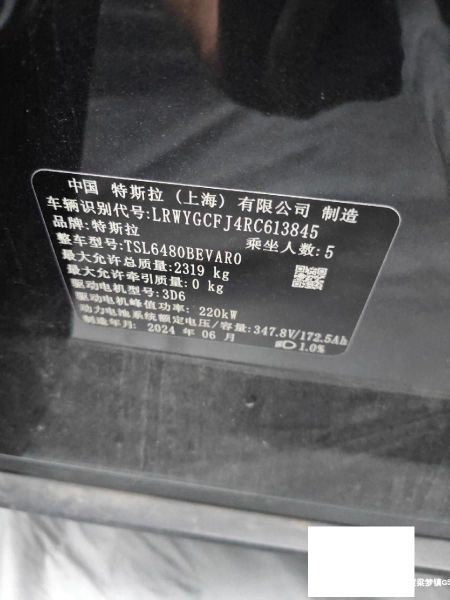 中国 特斯拉（上海）有限公司 制造
车辆识别代号:LRWYGCFJ4RC613845
品牌:特斯拉 乘坐人数:5
整车型号:TSL6480BEVAR0
最大允许总质量:2319 kg
最大允许牵引质量:0 kg
驱动电机型号:3D6
驱动电机峰值功率: 220kW
动力电池系统额定电压/容量:347.8V/172.5Ah
制造年月: 2024 年 06 月
1.0%
梁梦镇G5